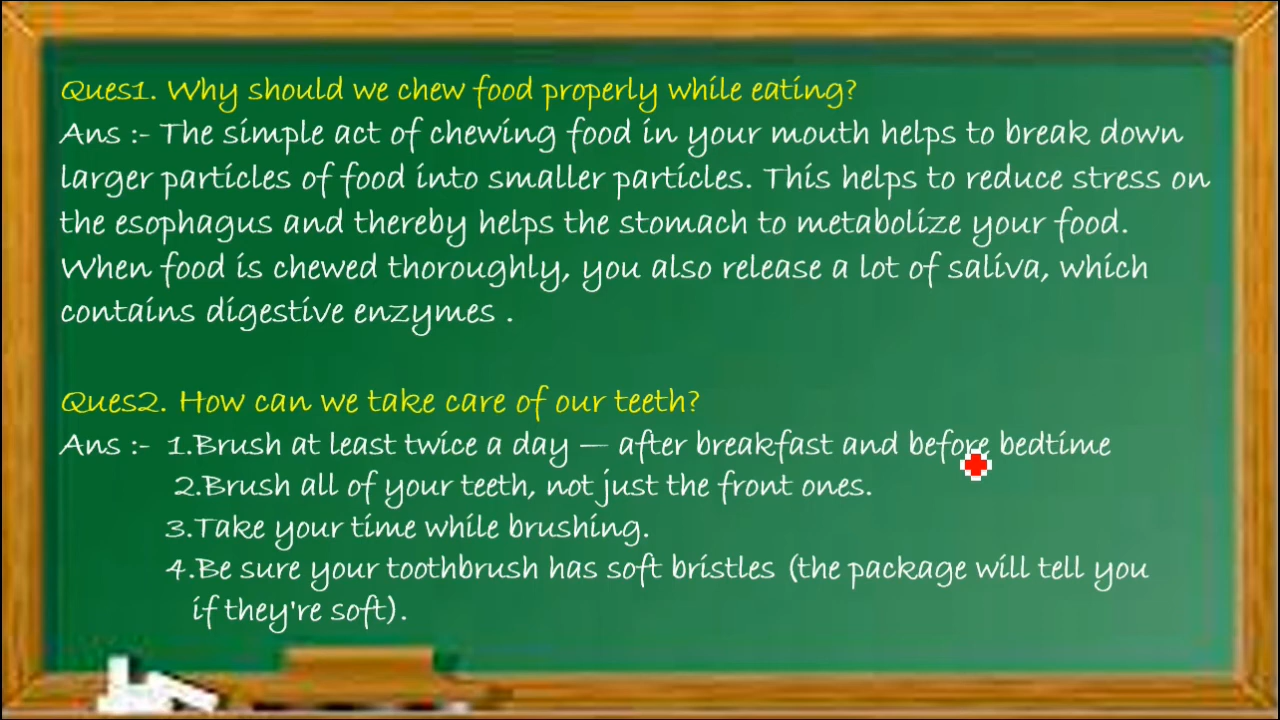 Ques1. Why should we chew food properly while eating?
Ans :- The simple act of chewing food in your mouth helps to break down
larger particles of food into smaller particles. This helps to reduce stress on
the esophagus and thereby helps the stomach to metabolize your food.
When food is chewed thoroughly, you also release a lot of saliva, which
contains digestive enzymes .
Ques2. How can we take care of our teeth?
Ans :- 1.Brush at least twice a day — after breakfast and before bedtime
2.Brush all of your teeth, not just the front ones.
3.Take your time while brushing.
4.Be sure your toothbrush has soft bristles (the package will tell you
if they're soft).